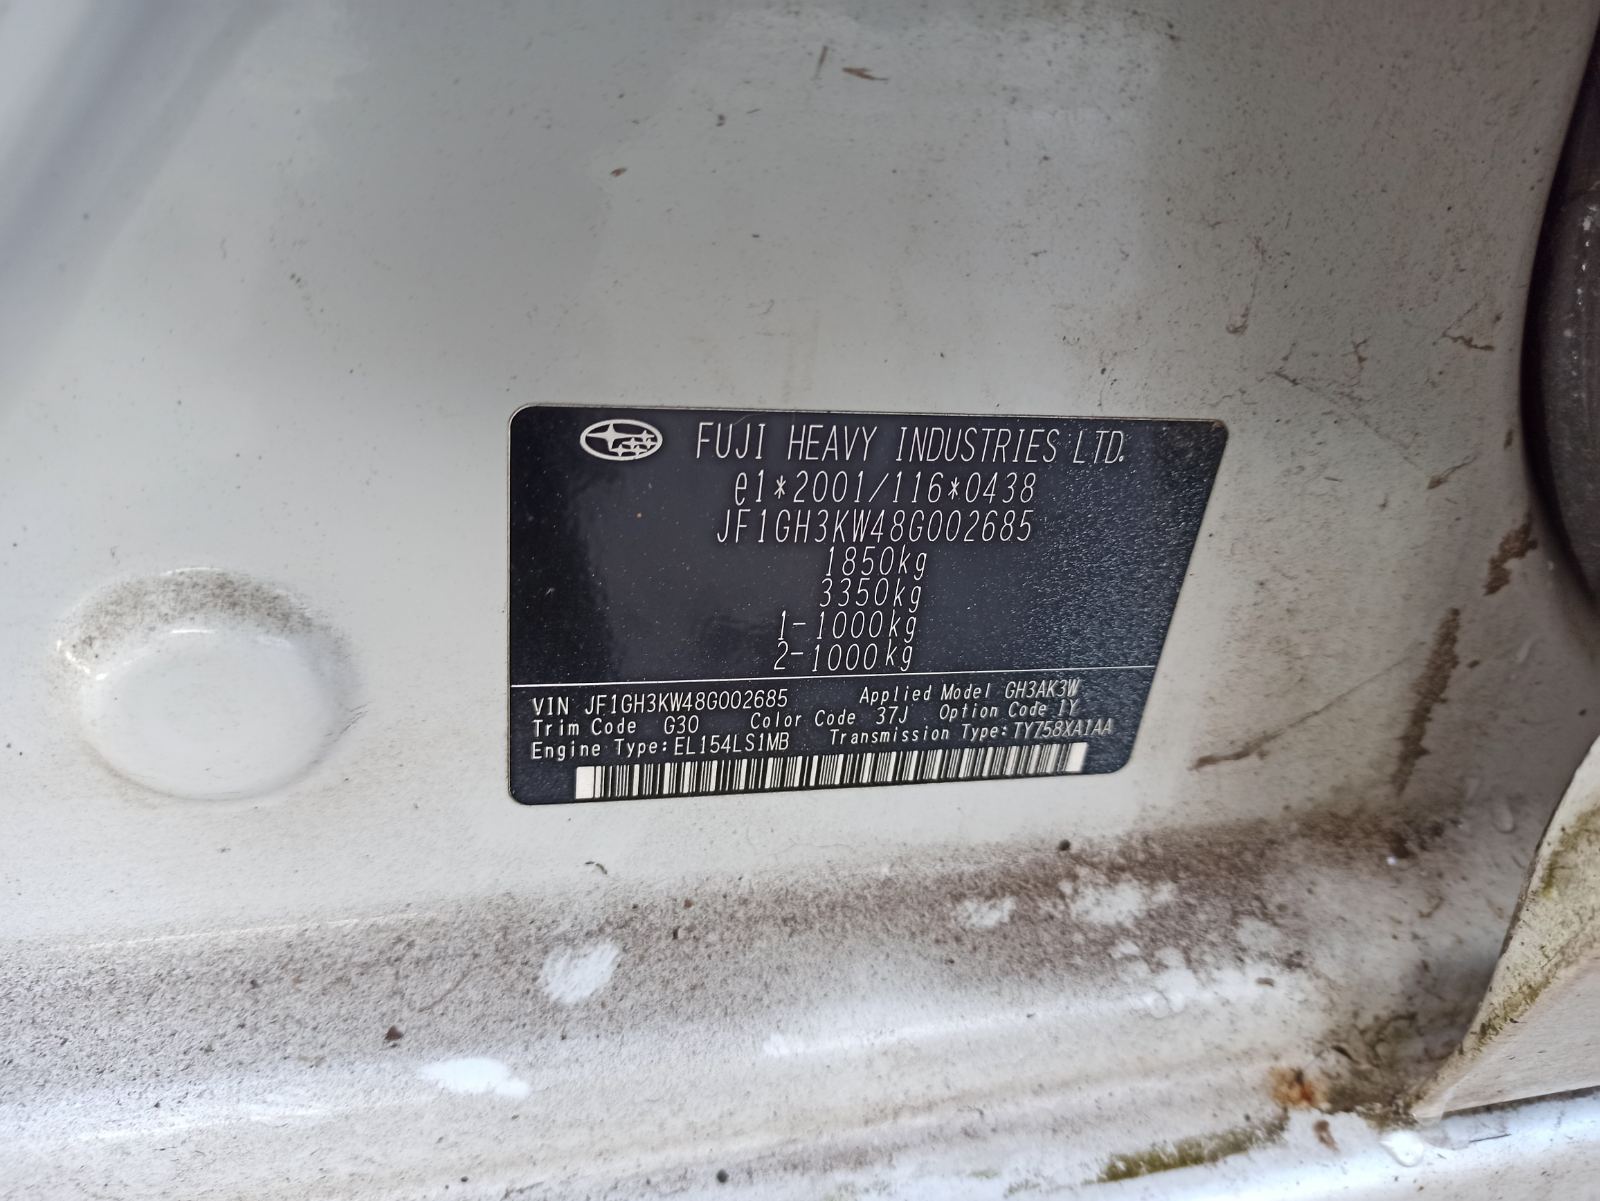 FUJI HEAVY INDUSTRIES LTD.
e1*2001/116*0438
JF1GH3KW48G002685
1850kg
3350kg
1-1000kg
2-1000kg
VIN JF1GH3KW48G002685 Applied Model GH3AK3W
Trim Code G30 Color Code 37J Option Code 1Y
Engine Type:EL154LS1MB Transmission Type:TY758XA1AA